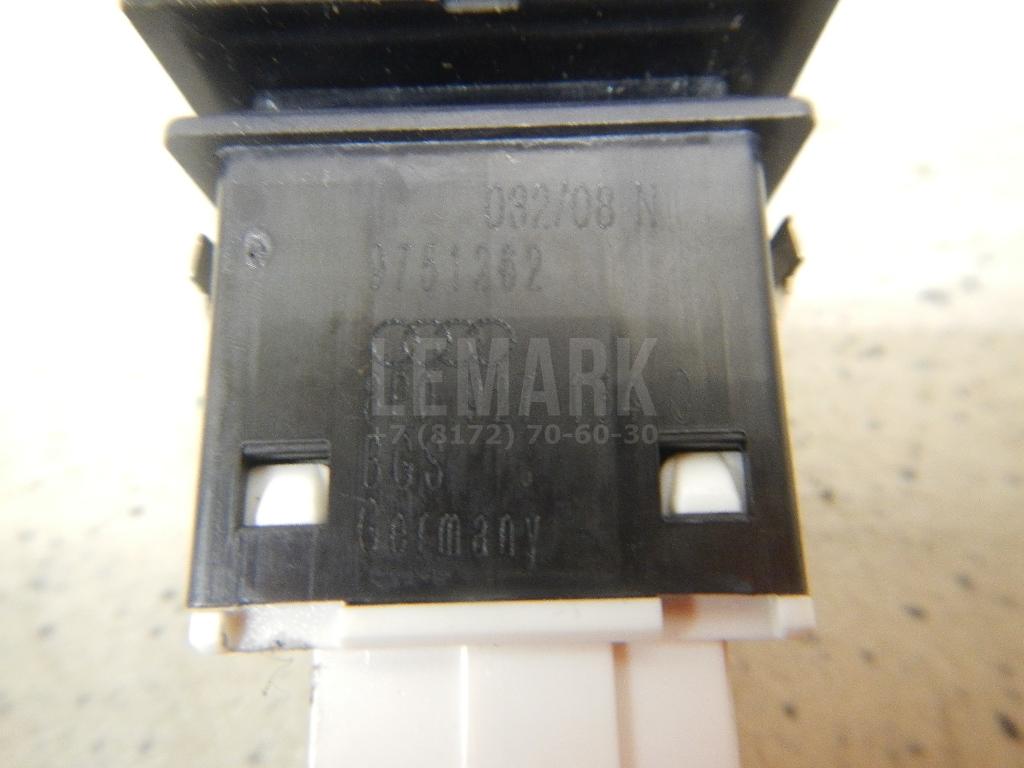 032/08 N
9751262
LEMARK
+7 (8172) 70-60-30
BGS
Germany